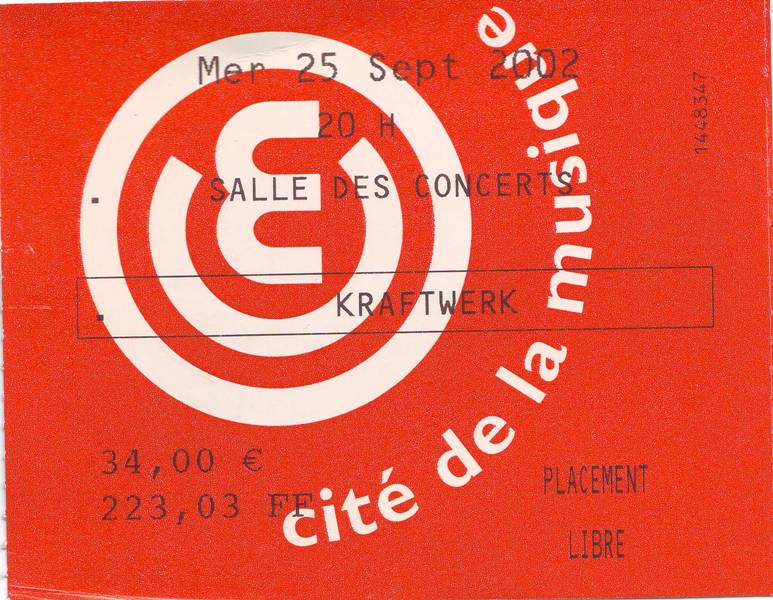 Mer 25 Sept 2002
20 H
SALLE DES CONCERTS
KRAFTWERK
34,00 €
223,03 FF
PLACEMENT
LIBRE
cité de la musique
1448347